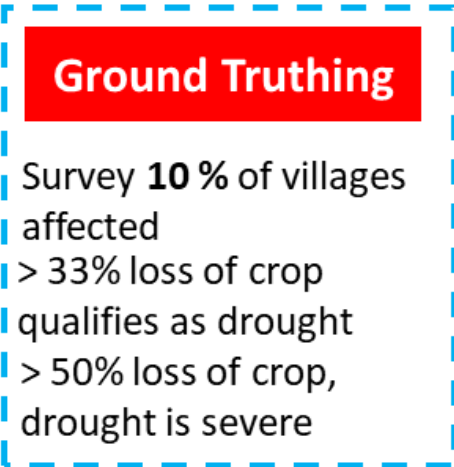 Ground Truthing
Survey 10 % of villages
affected
> 33% loss of crop
qualifies as drought
> 50% loss of crop,
drought is severe